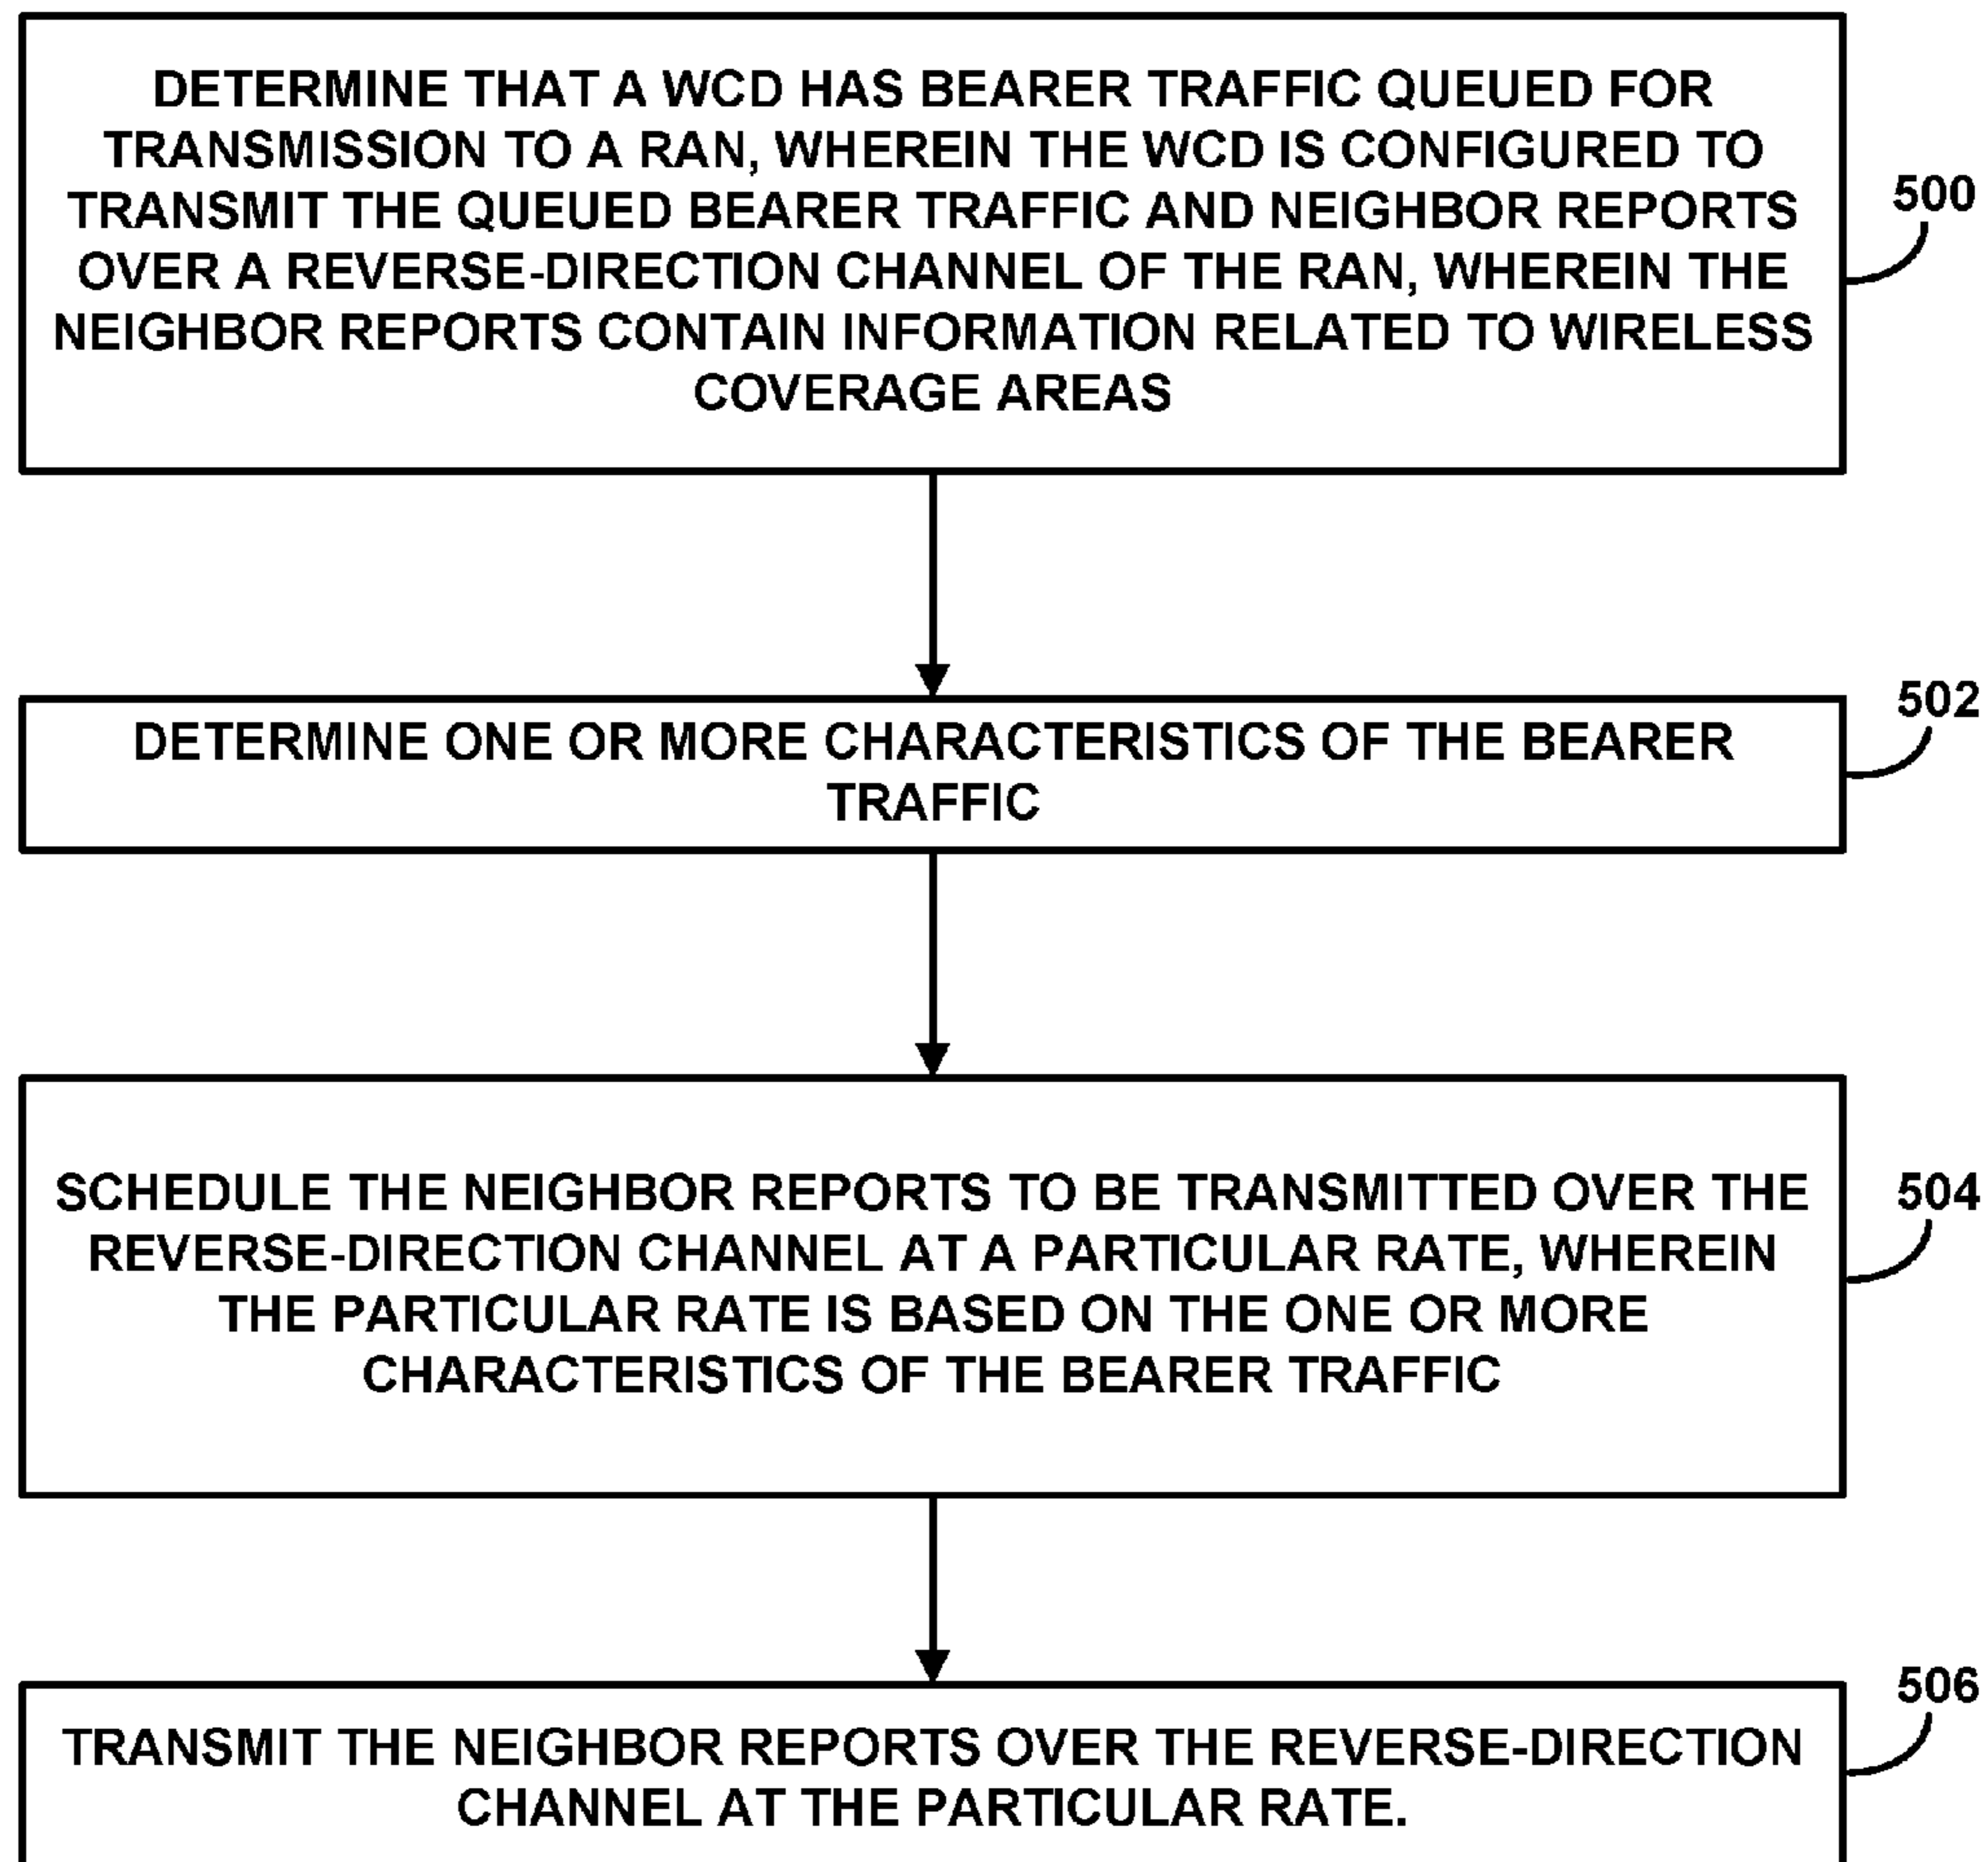 DETERMINE THAT A WCD HAS BEARER TRAFFIC QUEUED FOR
TRANSMISSION TO A RAN, WHEREIN THE WCD IS CONFIGURED TO
TRANSMIT THE QUEUED BEARER TRAFFIC AND NEIGHBOR REPORTS
OVER A REVERSE-DIRECTION CHANNEL OF THE RAN, WHEREIN THE
NEIGHBOR REPORTS CONTAIN INFORMATION RELATED TO WIRELESS
COVERAGE AREAS
500
DETERMINE ONE OR MORE CHARACTERISTICS OF THE BEARER
TRAFFIC
502
SCHEDULE THE NEIGHBOR REPORTS TO BE TRANSMITTED OVER THE
REVERSE-DIRECTION CHANNEL AT A PARTICULAR RATE, WHEREIN
THE PARTICULAR RATE IS BASED ON THE ONE OR MORE
CHARACTERISTICS OF THE BEARER TRAFFIC
504
TRANSMIT THE NEIGHBOR REPORTS OVER THE REVERSE-DIRECTION
CHANNEL AT THE PARTICULAR RATE.
506